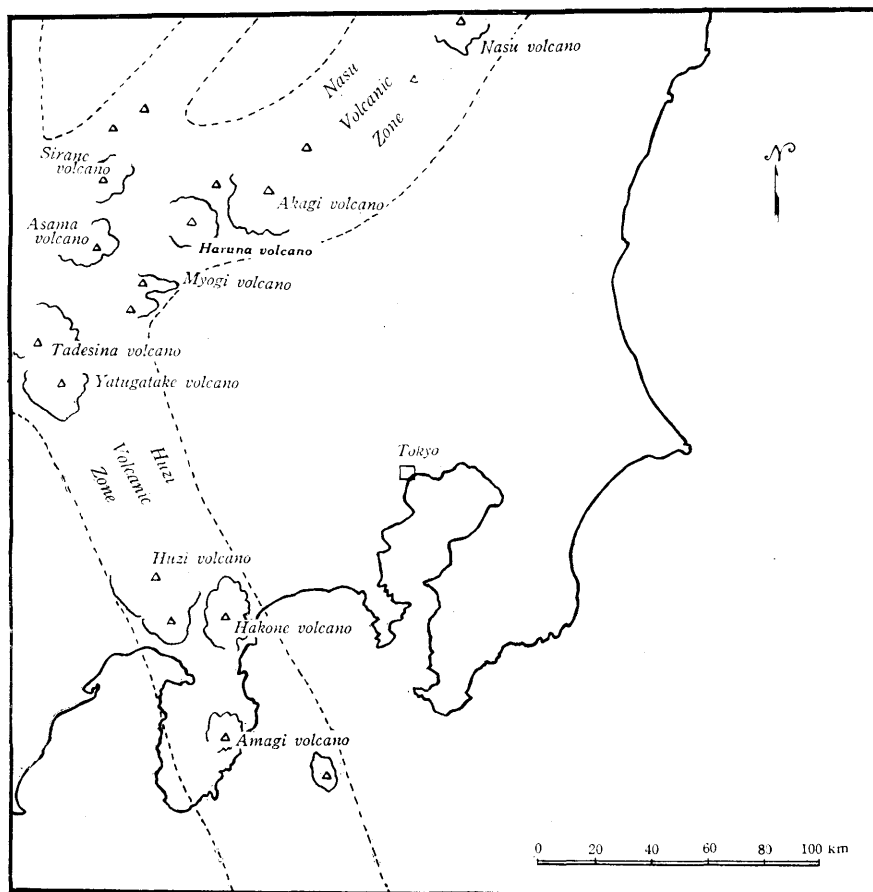 Nasu volcano
Nasu
Volcanic
Zone
Sirane
volcano
Akagi volcano
Asama
volcano
Haruna volcano
Myogi volcano
Tadesina volcano
Yatugatake volcano
Huzi
Volcanic
Zone
Tokyo
Huzi volcano
Hakone volcano
Amagi volcano
N
0 20 40 60 80 100 km